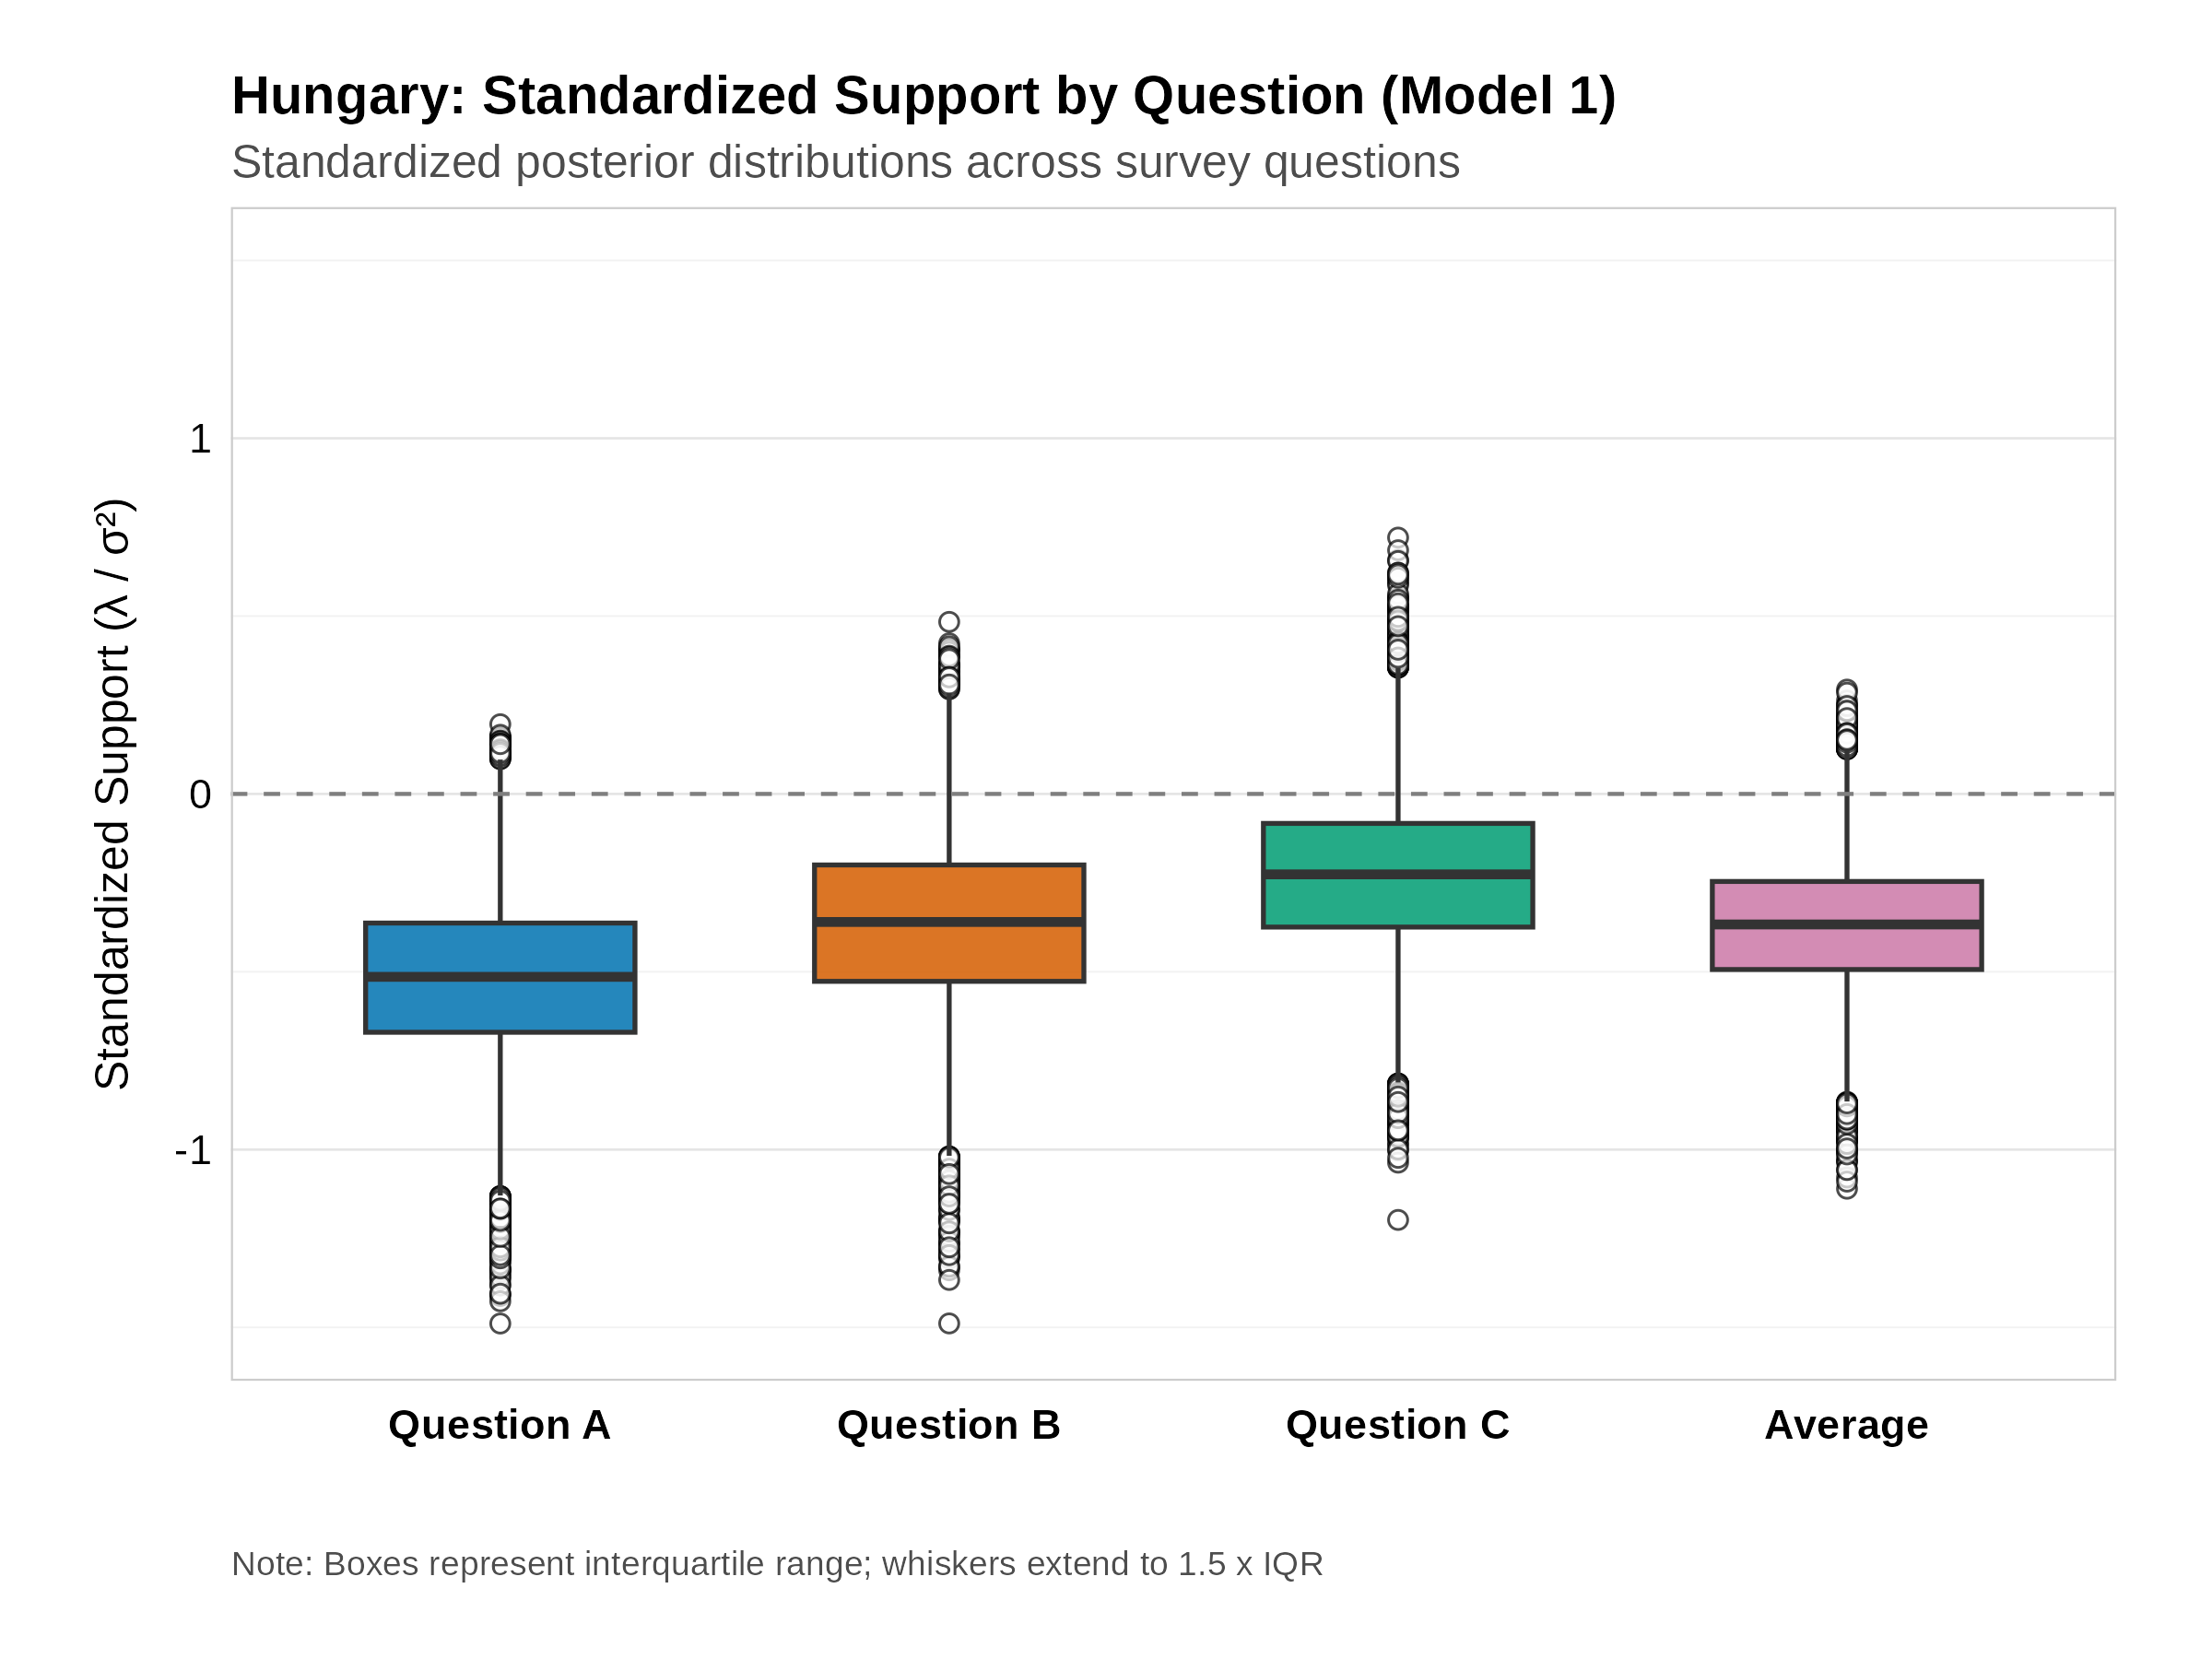 Hungary: Standardized Support by Question (Model 1)
Standardized posterior distributions across survey questions
Standardized Support (λ / σ²)
1
0
-1
Question A
Question B
Question C
Average
Note: Boxes represent interquartile range; whiskers extend to 1.5 x IQR